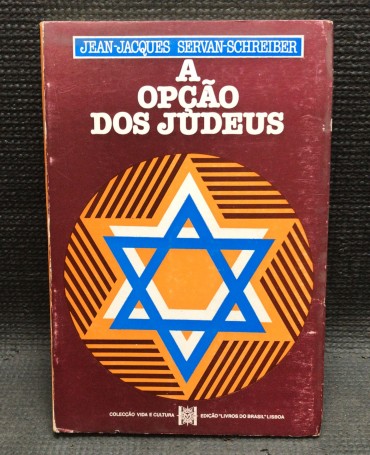 JEAN-JACQUES SERVAN-SCHREIBER
A
OPÇÃO
DOS JUDEUS
COLECÇÃO VIDA E CULTURA EDIÇÃO "LIVROS DO BRASIL" LISBOA